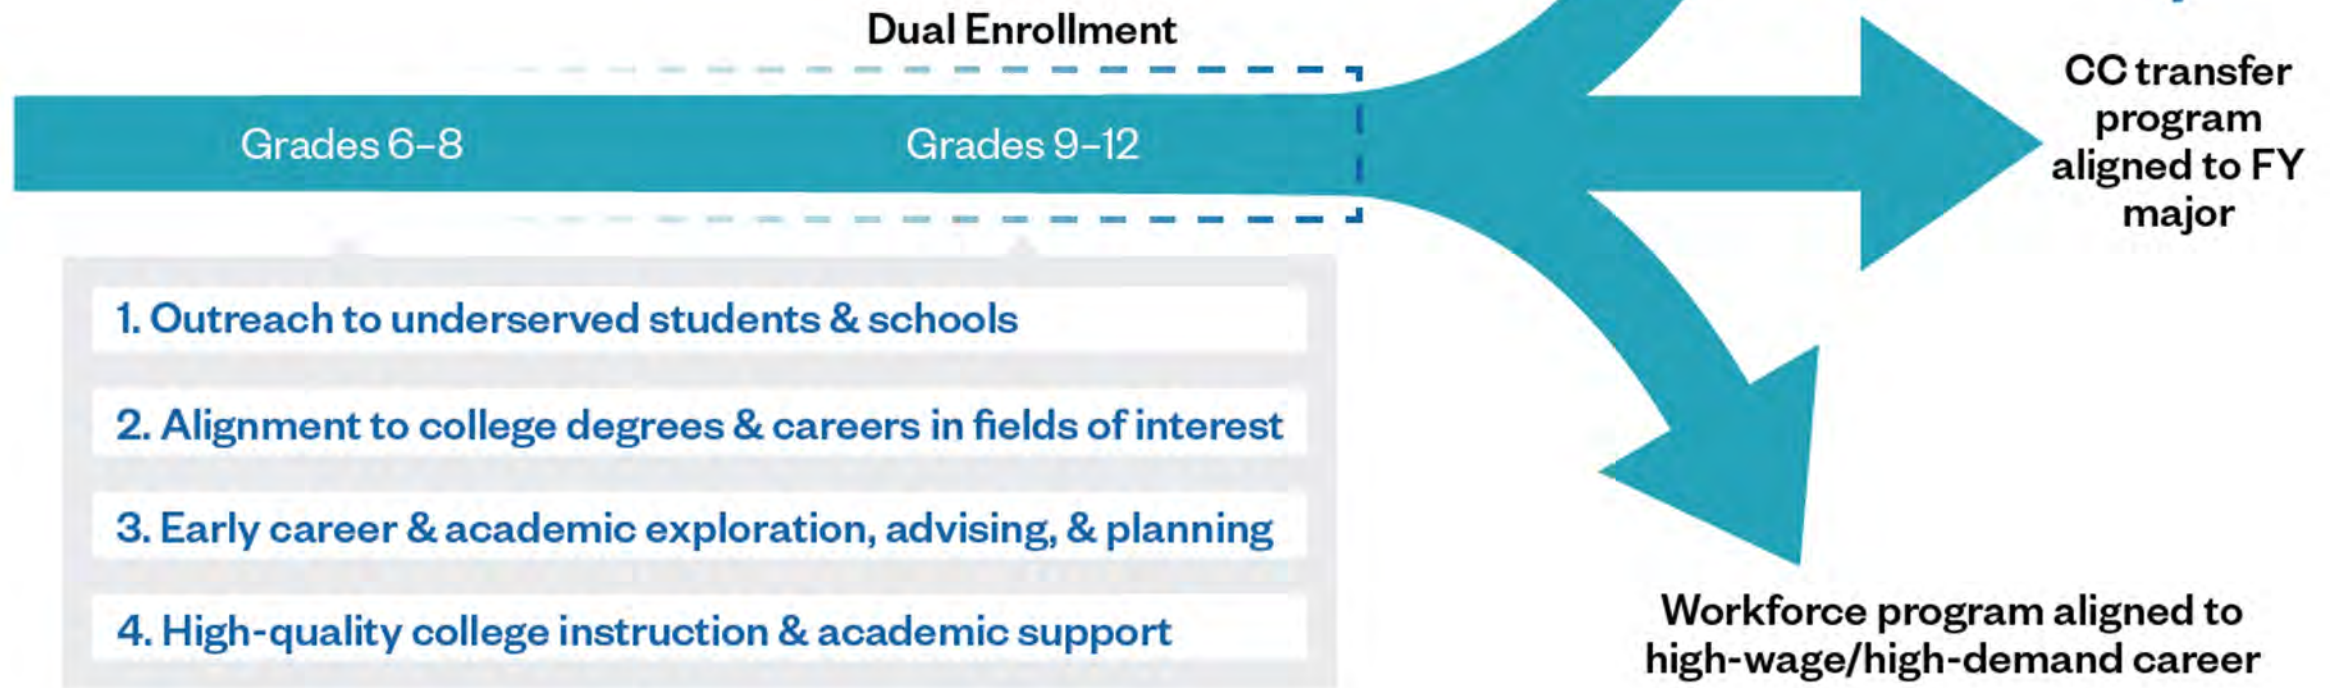 Dual Enrollment
Grades 6–8
Grades 9–12
CC transfer
program
aligned to FY
major
1. Outreach to underserved students & schools
2. Alignment to college degrees & careers in fields of interest
3. Early career & academic exploration, advising, & planning
4. High-quality college instruction & academic support
Workforce program aligned to
high-wage/high-demand career